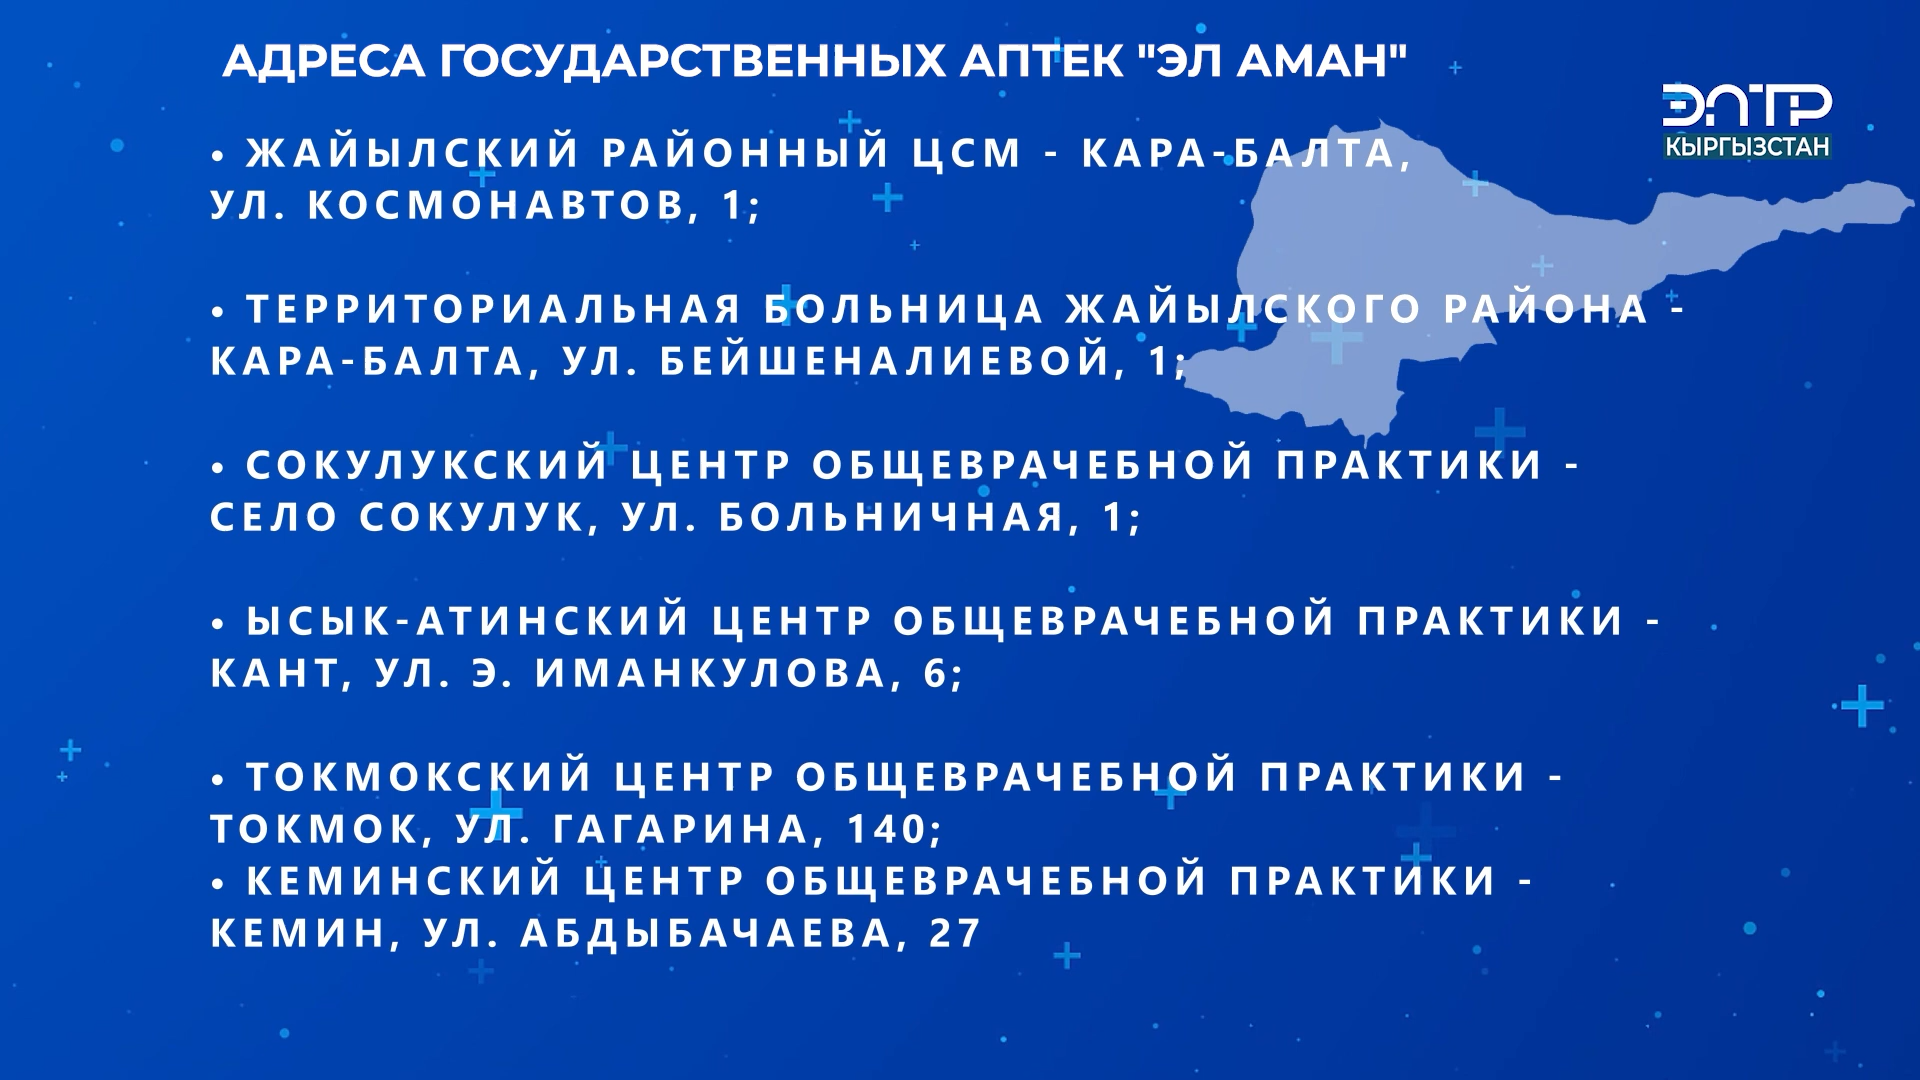 АДРЕСА ГОСУДАРСТВЕННЫХ АПТЕК "ЭЛ АМАН"
ЭЛТР
КЫРГЫЗСТАН
• ЖАЙЫЛСКИЙ РАЙОННЫЙ ЦСМ - КАРА-БАЛТА,
УЛ. КОСМОНАВТОВ, 1;
• ТЕРРИТОРИАЛЬНАЯ БОЛЬНИЦА ЖАЙЫЛСКОГО РАЙОНА -
КАРА-БАЛТА, УЛ. БЕЙШЕНАЛИЕВОЙ, 1;
• СОКУЛУКСКИЙ ЦЕНТР ОБЩЕВРАЧЕБНОЙ ПРАКТИКИ -
СЕЛО СОКУЛУК, УЛ. БОЛЬНИЧНАЯ, 1;
• ЫСЫК-АТИНСКИЙ ЦЕНТР ОБЩЕВРАЧЕБНОЙ ПРАКТИКИ -
КАНТ, УЛ. Э. ИМАНКУЛОВА, 6;
• ТОКМОКСКИЙ ЦЕНТР ОБЩЕВРАЧЕБНОЙ ПРАКТИКИ -
ТОКМОК, УЛ. ГАГАРИНА, 140;
• КЕМИНСКИЙ ЦЕНТР ОБЩЕВРАЧЕБНОЙ ПРАКТИКИ -
КЕМИН, УЛ. АБДЫБАЧАЕВА, 27